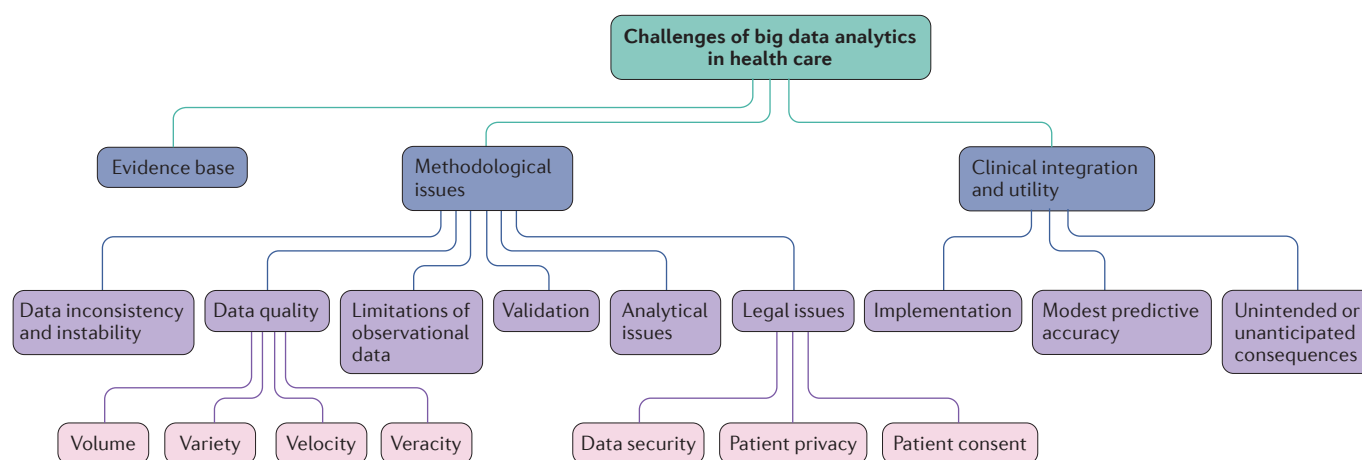 Challenges of big data analytics
in health care
Evidence base
Methodological
issues
Clinical integration
and utility
Data inconsistency
and instability
Data quality
Limitations of
observational
data
Validation
Analytical
issues
Legal issues
Implementation
Modest predictive
accuracy
Unintended or
unanticipated
consequences
Volume
Variety
Velocity
Veracity
Data security
Patient privacy
Patient consent